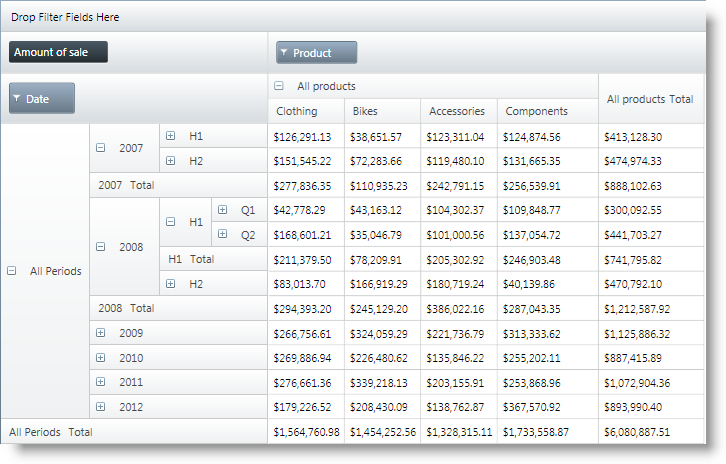 Drop Filter Fields Here
Amount of sale
Product
Date
All products
All products Total
Clothing Bikes Accessories Components
All Periods
2007 H1 $126,291.13 $38,651.57 $123,311.04 $124,874.56 $413,128.30
H2 $151,545.22 $72,283.66 $119,480.10 $131,665.35 $474,974.33
2007 Total $277,836.35 $110,935.23 $242,791.15 $256,539.91 $888,102.63
2008 H1 Q1 $42,778.29 $43,163.12 $104,302.37 $109,848.77 $300,092.55
Q2 $168,601.21 $35,046.79 $101,000.56 $137,054.72 $441,703.27
H1 Total $211,379.50 $78,209.91 $205,302.92 $246,903.48 $741,795.82
H2 $83,013.70 $166,919.29 $180,719.24 $40,139.86 $470,792.10
2008 Total $294,393.20 $245,129.20 $386,022.16 $287,043.35 $1,212,587.92
2009 $266,756.61 $324,059.29 $221,736.79 $313,333.62 $1,125,886.32
2010 $269,886.94 $226,480.62 $135,846.22 $255,202.11 $887,415.89
2011 $276,661.36 $339,218.13 $203,155.91 $253,868.96 $1,072,904.36
2012 $179,226.52 $208,430.09 $138,762.87 $367,570.92 $893,990.40
All Periods Total $1,564,760.98 $1,454,252.56 $1,328,315.11 $1,733,558.87 $6,080,887.51